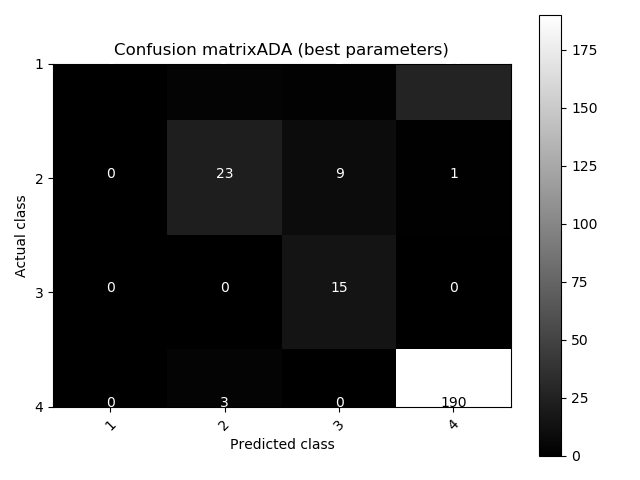 Confusion matrixADA (best parameters)
1
2
3
4
Actual class
0 23 9 1
0 0 15 0
0 3 0 190
1 2 3 4
Predicted class
175
150
125
100
75
50
25
0